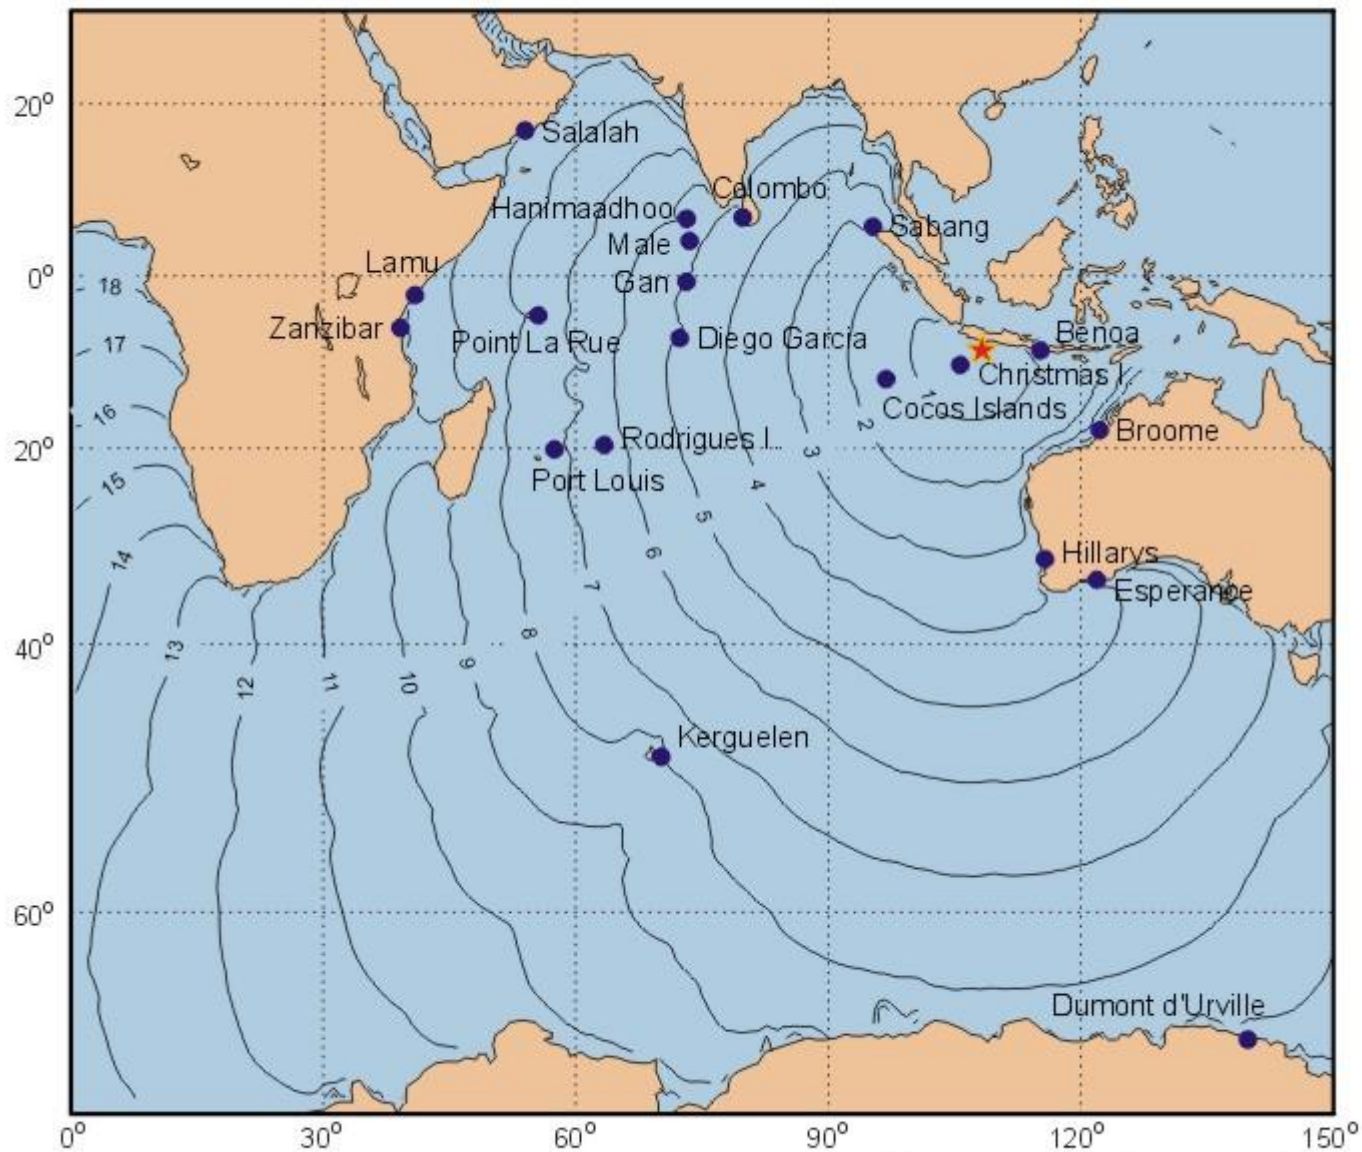 20°
Salalah
Colombo
Hanimaadhoo
Sabang
Male
Lamu
0°
Gan
18
Zanzibar
Benoa
Point La Rue
Diego Garcia
17
Christmas I
1
Cocos Islands
16
2
Broome
Rodrigues I..
20°
3
Port Louis
15
4
5
Hillarys
14
6
Esperance
7
8
40°
13
9
12
11
10
Kerguelen
60°
Dumont d'Urville
0°
30°
60°
90°
120°
150°